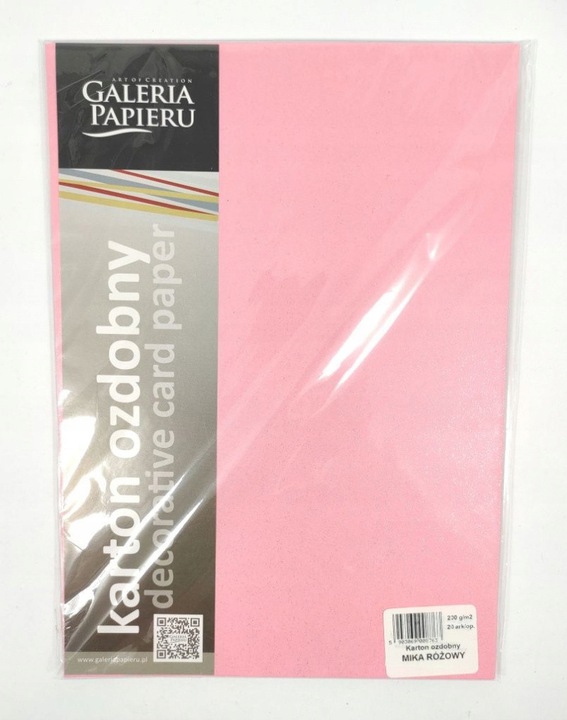 ART OF CREATION
GALERIA
PAPIERU
karton ozdobny
decorative card paper
www.galeriapapieru.pl
230 g/m2
20 ark/op.
Karton ozdobny
MIKA RÓŻOWY